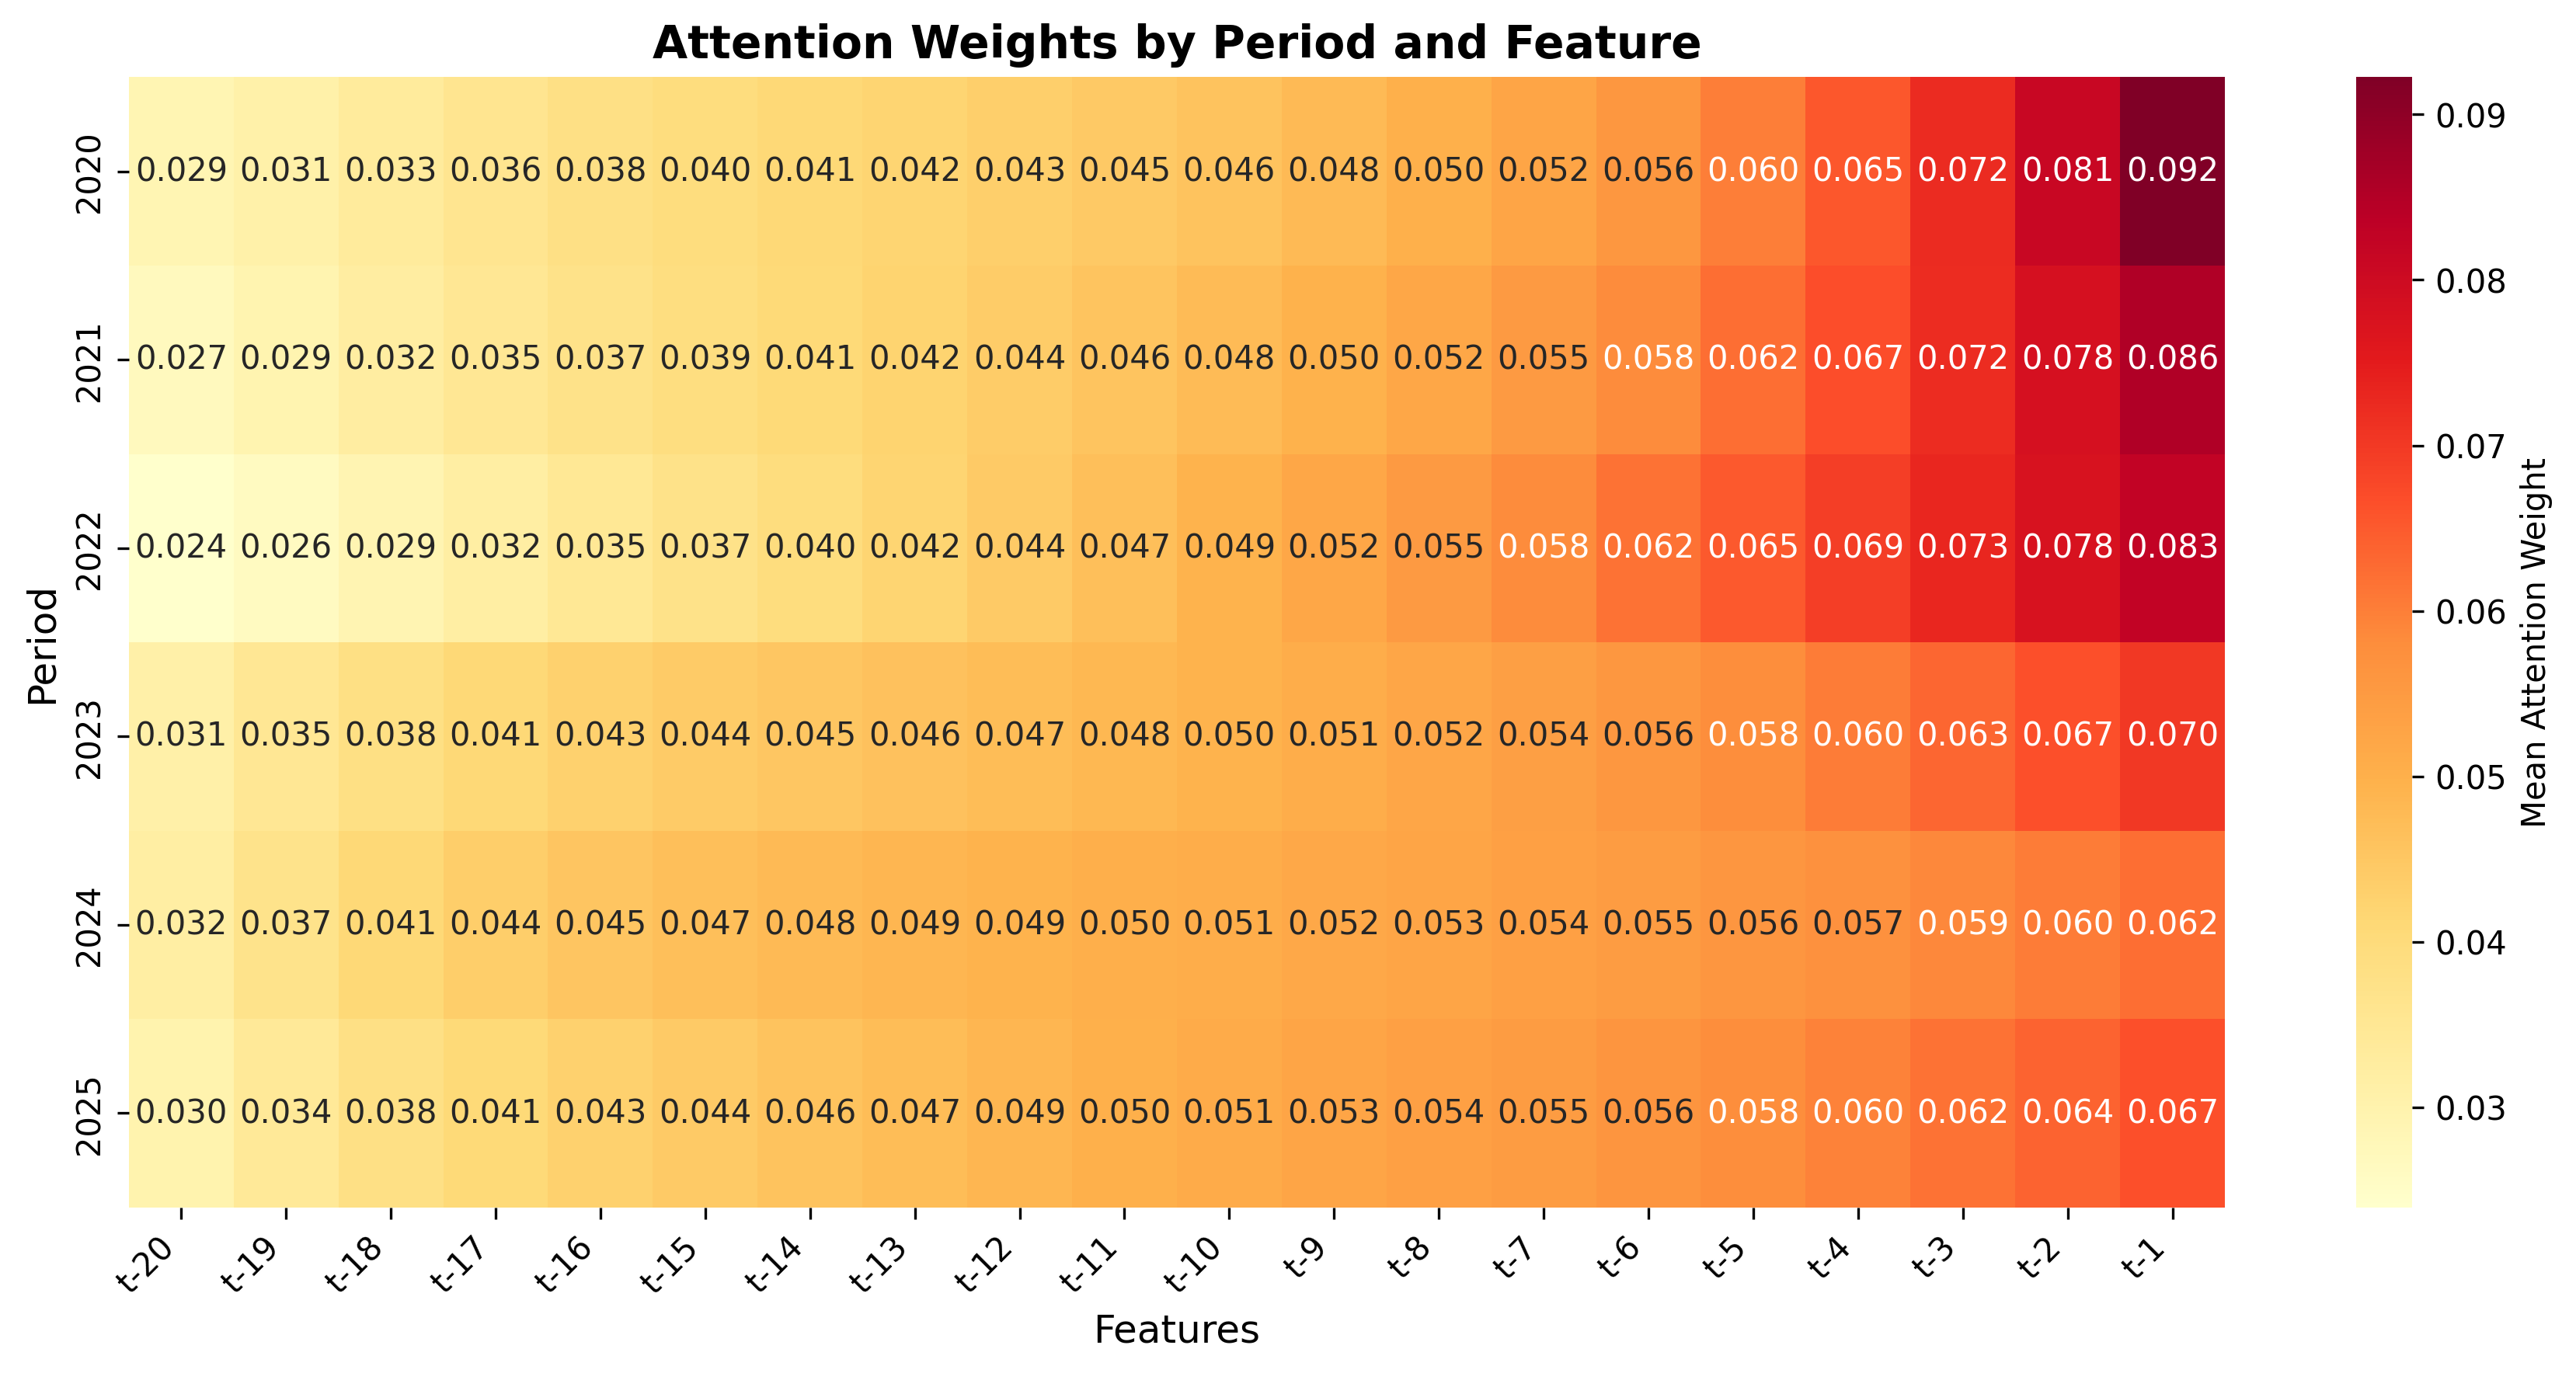 Attention Weights by Period and Feature
Period
2020 0.029 0.031 0.033 0.036 0.038 0.040 0.041 0.042 0.043 0.045 0.046 0.048 0.050 0.052 0.056 0.060 0.065 0.072 0.081 0.092
2021 0.027 0.029 0.032 0.035 0.037 0.039 0.041 0.042 0.044 0.046 0.048 0.050 0.052 0.055 0.058 0.062 0.067 0.072 0.078 0.086
2022 0.024 0.026 0.029 0.032 0.035 0.037 0.040 0.042 0.044 0.047 0.049 0.052 0.055 0.058 0.062 0.065 0.069 0.073 0.078 0.083
2023 0.031 0.035 0.038 0.041 0.043 0.044 0.045 0.046 0.047 0.048 0.050 0.051 0.052 0.054 0.056 0.058 0.060 0.063 0.067 0.070
2024 0.032 0.037 0.041 0.044 0.045 0.047 0.048 0.049 0.049 0.050 0.051 0.052 0.053 0.054 0.055 0.056 0.057 0.059 0.060 0.062
2025 0.030 0.034 0.038 0.041 0.043 0.044 0.046 0.047 0.049 0.050 0.051 0.053 0.054 0.055 0.056 0.058 0.060 0.062 0.064 0.067
t-20 t-19 t-18 t-17 t-16 t-15 t-14 t-13 t-12 t-11 t-10 t-9 t-8 t-7 t-6 t-5 t-4 t-3 t-2 t-1
Features
0.09
0.08
0.07
0.06
0.05
0.04
0.03
Mean Attention Weight